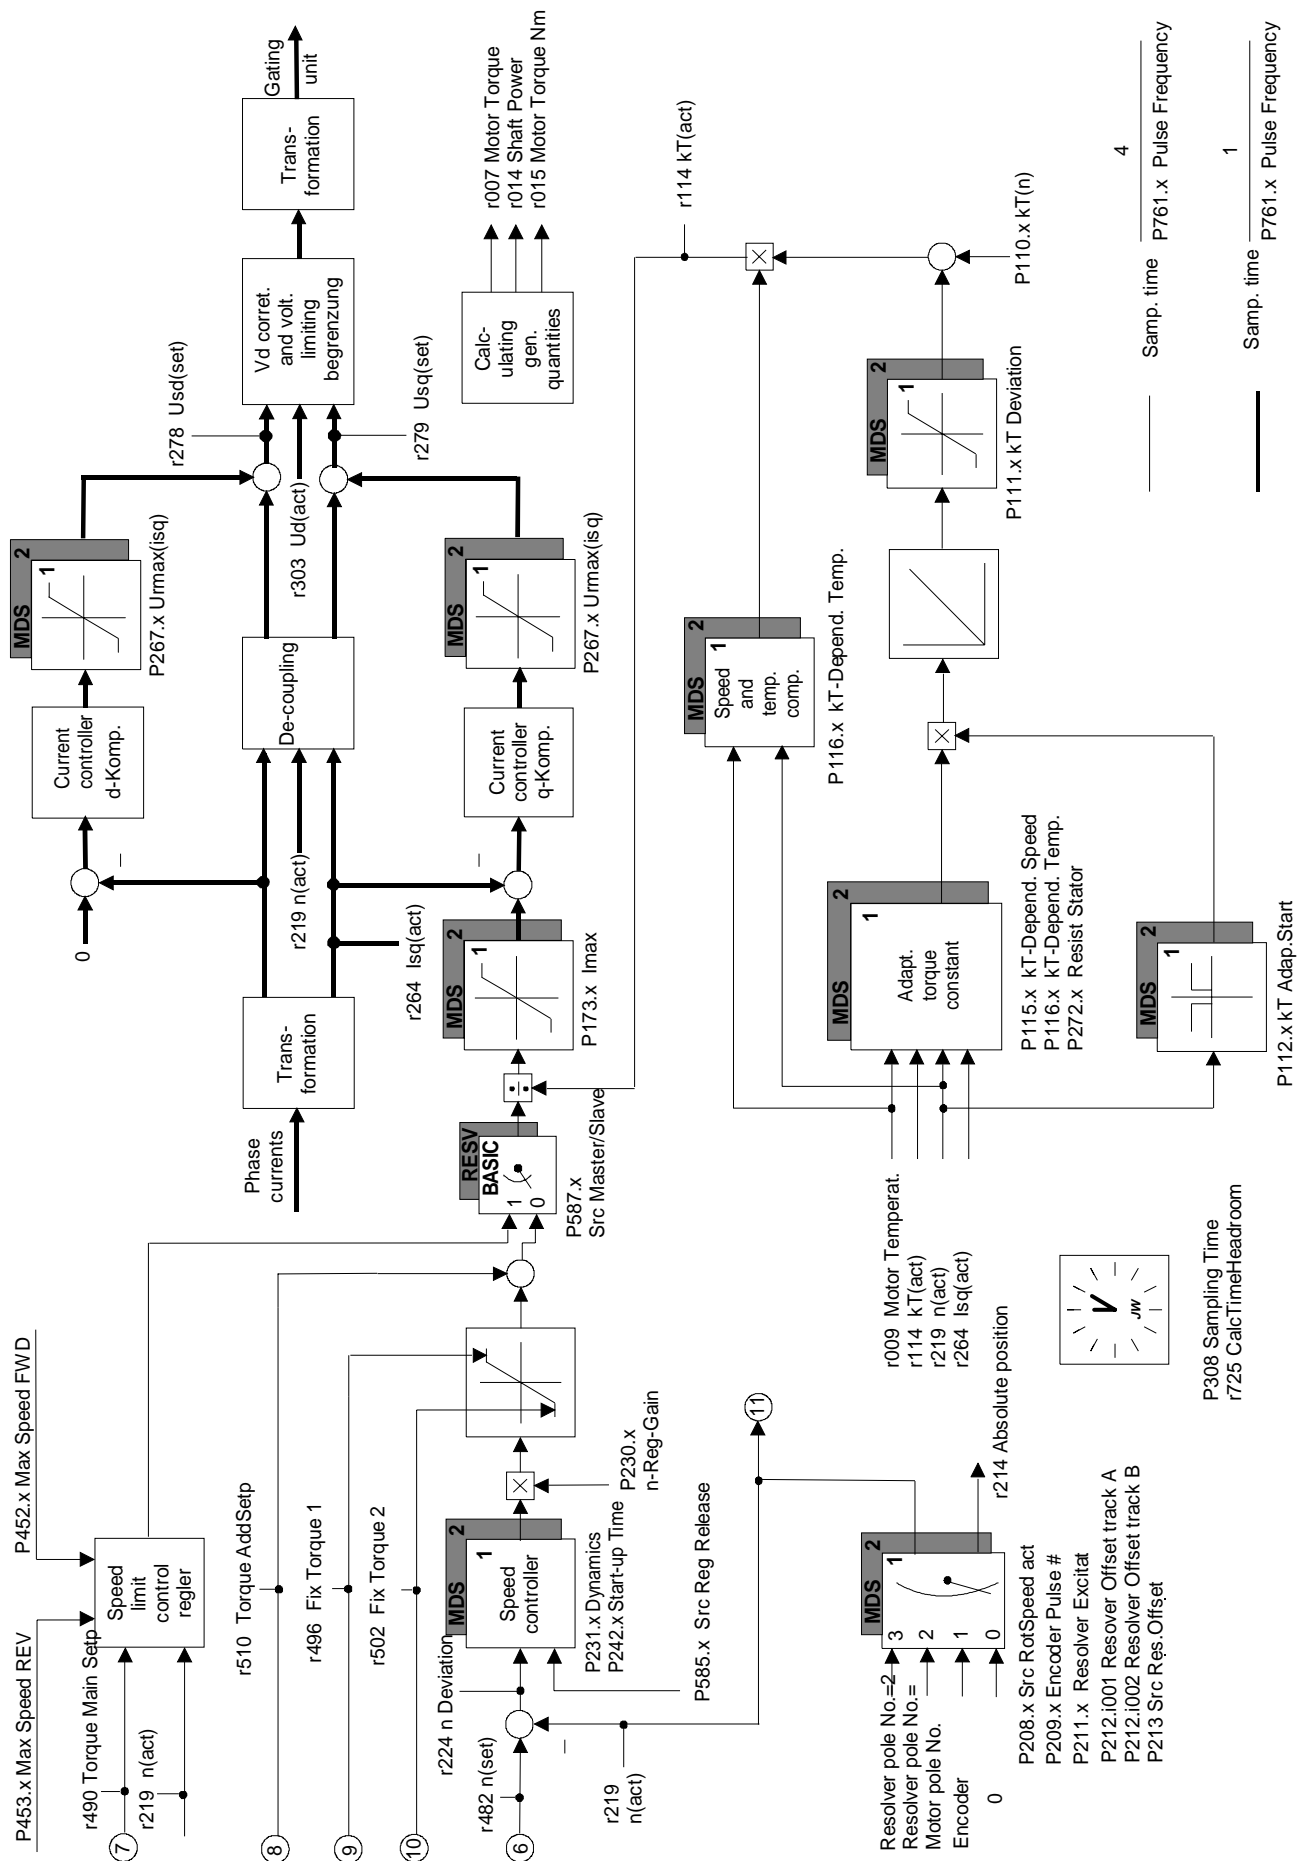 P453.x Max Speed REV
P452.x Max Speed FWD
7
r490 Torque Main Setp
r219 n(act)
Speed
limit
control
regler
8
r510 Torque AddSetp
9
r496 Fix Torque 1
10
r502 Fix Torque 2
6
r482 n(set)
r224 n Deviation
–
r219
n(act)
MDS
2
1
Speed
controller
P231.x Dynamics
P242.x Start-up Time
P585.x Src Reg Release
×
P230.x
n-Reg-Gain
11
RESV
BASIC
1
0
P587.x
Src Master/Slave
Phase
currents
Trans-
formation
r264 Isq(act)
r219 n(act)
MDS
2
1
P173.x Imax
0
–
–
Current
controller
d-Komp.
De-coupling
Current
controller
q-Komp.
MDS
2
1
P267.x Urmax(isq)
MDS
2
1
P267.x Urmax(isq)
r303 Ud(act)
r278 Usd(set)
r279 Usq(set)
Vd corret.
and volt.
limiting
begrenzung
Trans-
formation
Gating
unit
Calc-
ulating
gen.
quantities
r007 Motor Torque
r014 Shaft Power
r015 Motor Torque Nm
Resolver pole No.=2
Resolver pole No.=
Motor pole No.
Encoder
0
MDS
2
1
3
2
1
0
r214 Absolute position
P208.x Src RotSpeed act
P209.x Encoder Pulse #
P211.x Resolver Excitat
P212.i001 Resover Offset track A
P212.i002 Resolver Offset track B
P213 Src Res.Offset
JW
P308 Sampling Time
r725 CalcTimeHeadroom
r009 Motor Temperat.
r114 kT(act)
r219 n(act)
r264 Isq(act)
MDS
2
1
Adapt.
torque
constant
P115.x kT-Depend. Speed
P116.x kT-Depend. Temp.
P272.x Resist Stator
MDS
2
1
P112.x kT Adap.Start
MDS
2
1
Speed
and
temp.
comp.
P116.x kT-Depend. Temp.
×
MDS
2
1
P111.x kT Deviation
P110.x kT(n)
×
r114 kT(act)
Samp. time
4
P761.x Pulse Frequency
Samp. time
1
P761.x Pulse Frequency